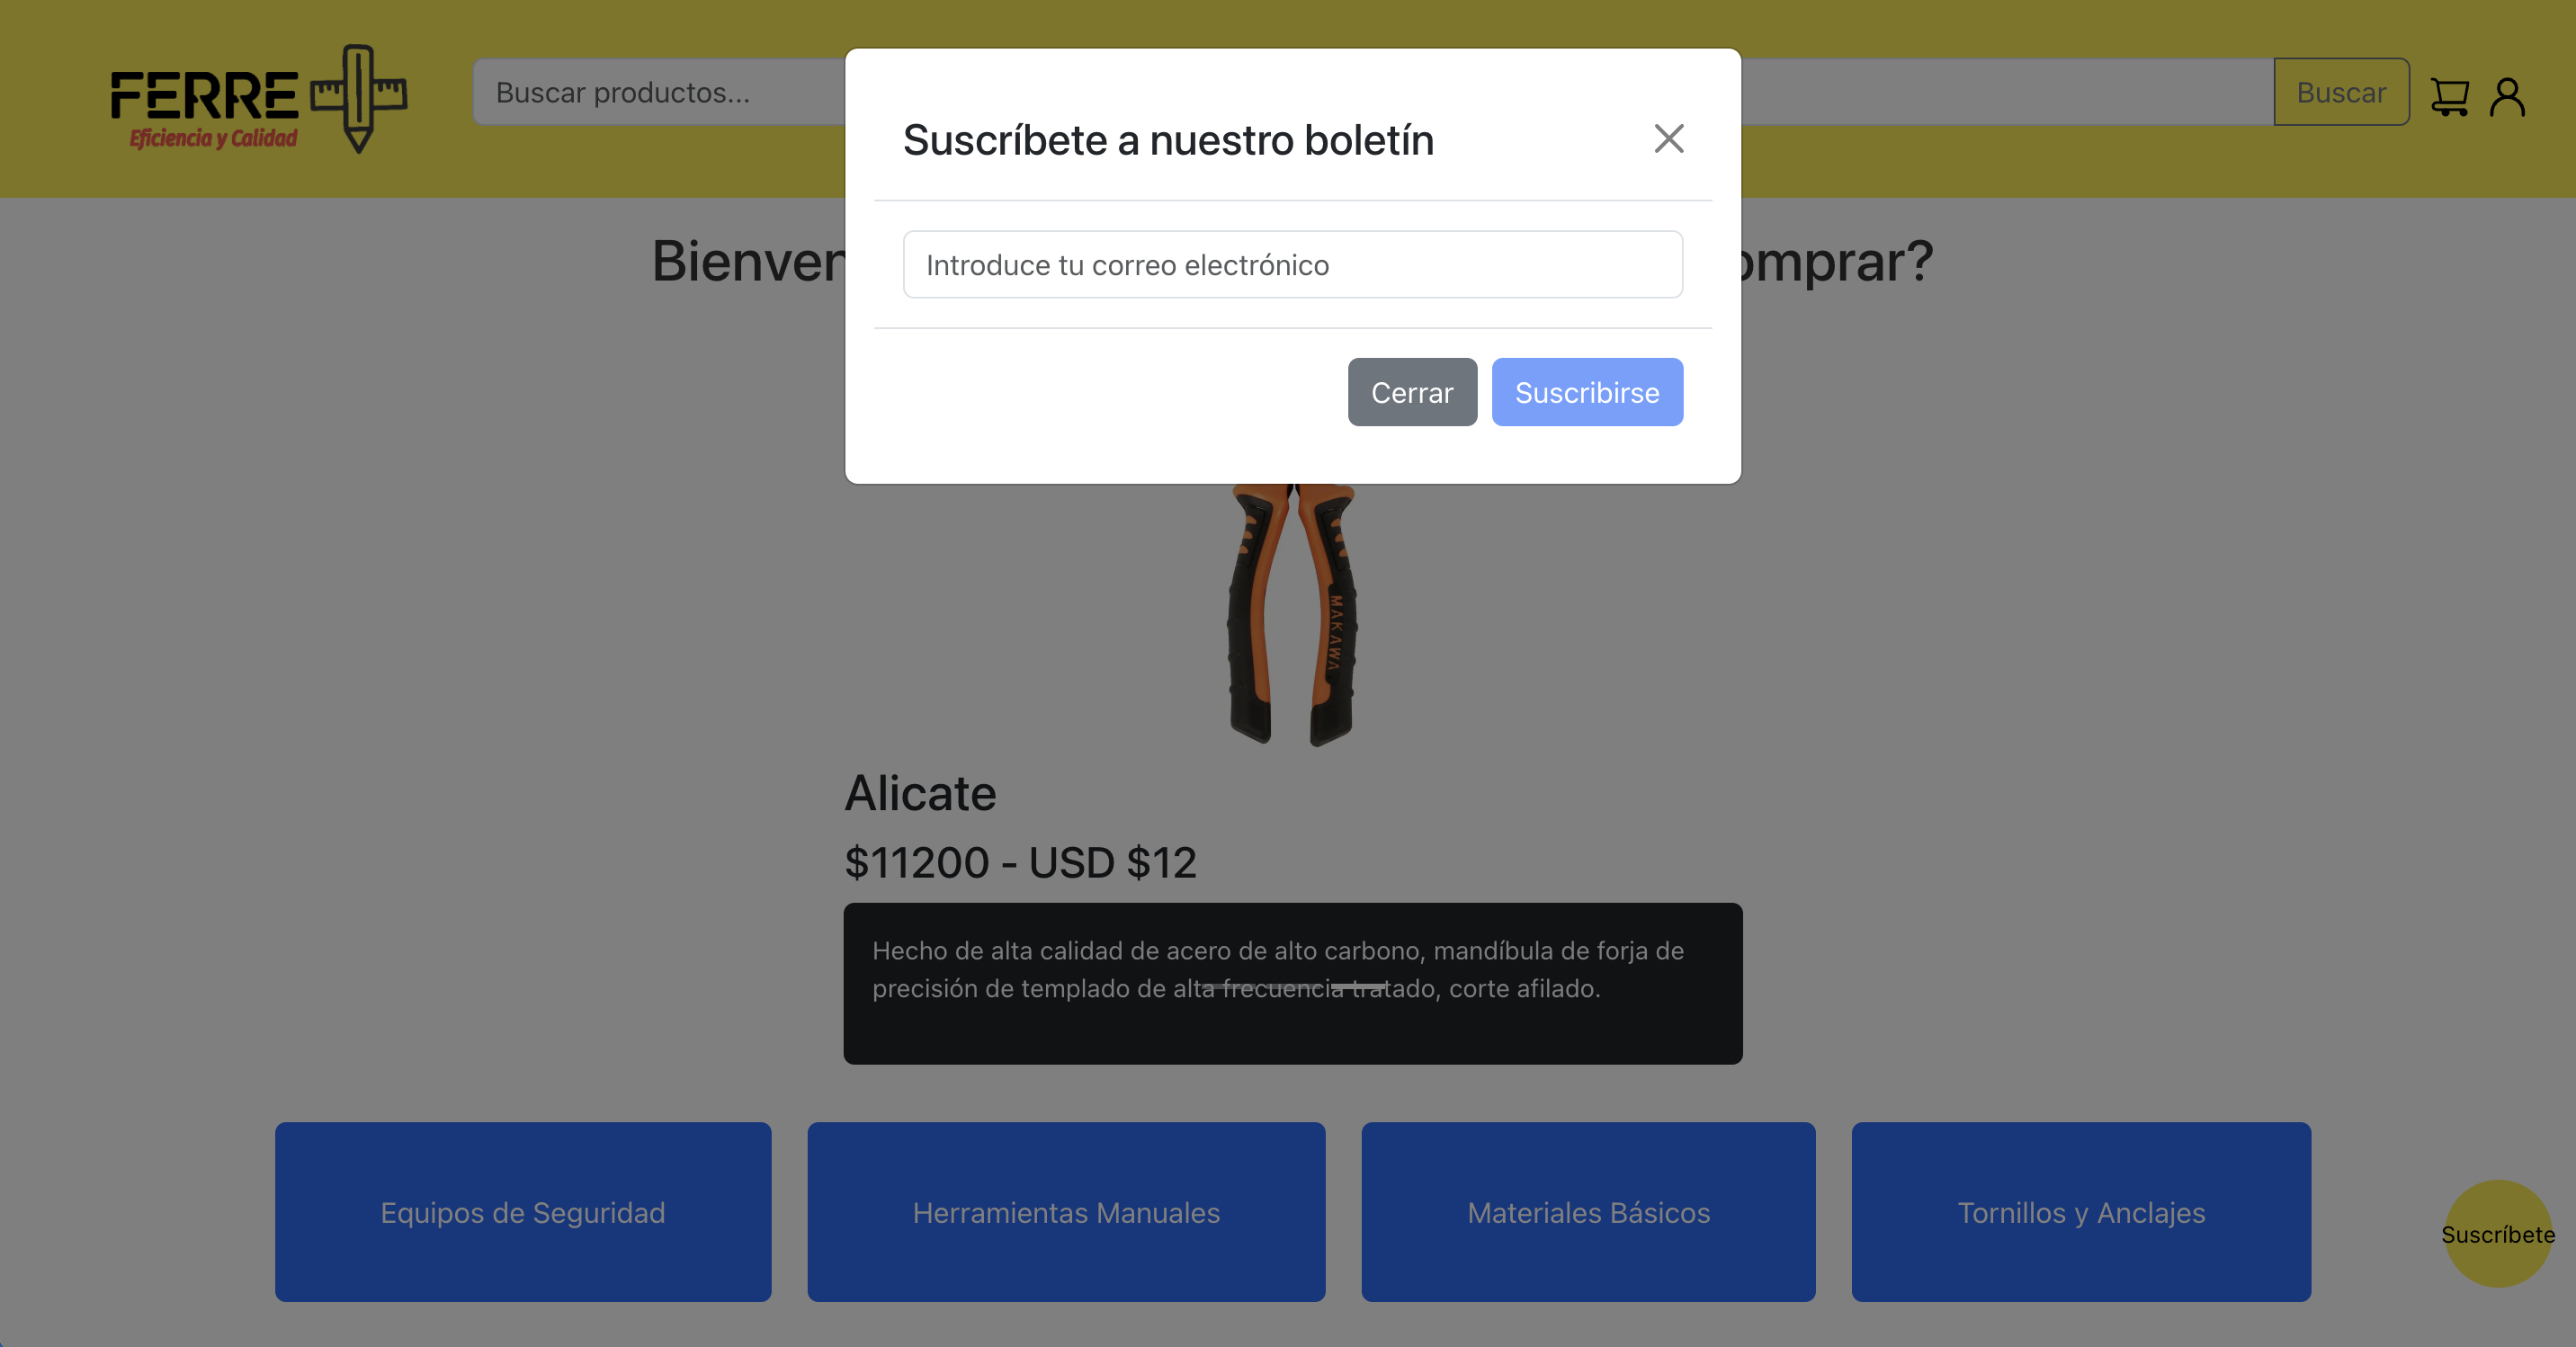 FERRE
Eficiencia y Calidad
Buscar productos...
Buscar
Suscríbete a nuestro boletín
Introduce tu correo electrónico
Cerrar
Suscribirse
omprar?
MAKAWA
Alicate
$11200 - USD $12
Hecho de alta calidad de acero de alto carbono, mandíbula de forja de
precisión de templado de alta frecuencia tratado, corte afilado.
Equipos de Seguridad
Herramientas Manuales
Materiales Básicos
Tornillos y Anclajes
Suscríbete